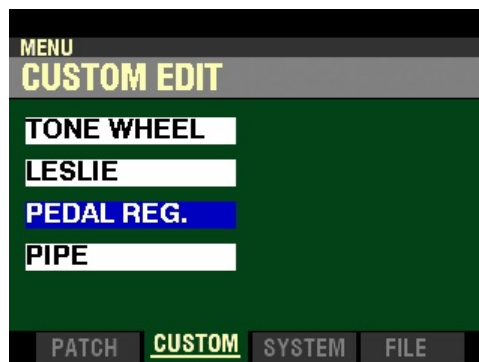 MENU
CUSTOM EDIT
TONE WHEEL
LESLIE
PEDAL REG.
PIPE
PATCH CUSTOM SYSTEM FILE